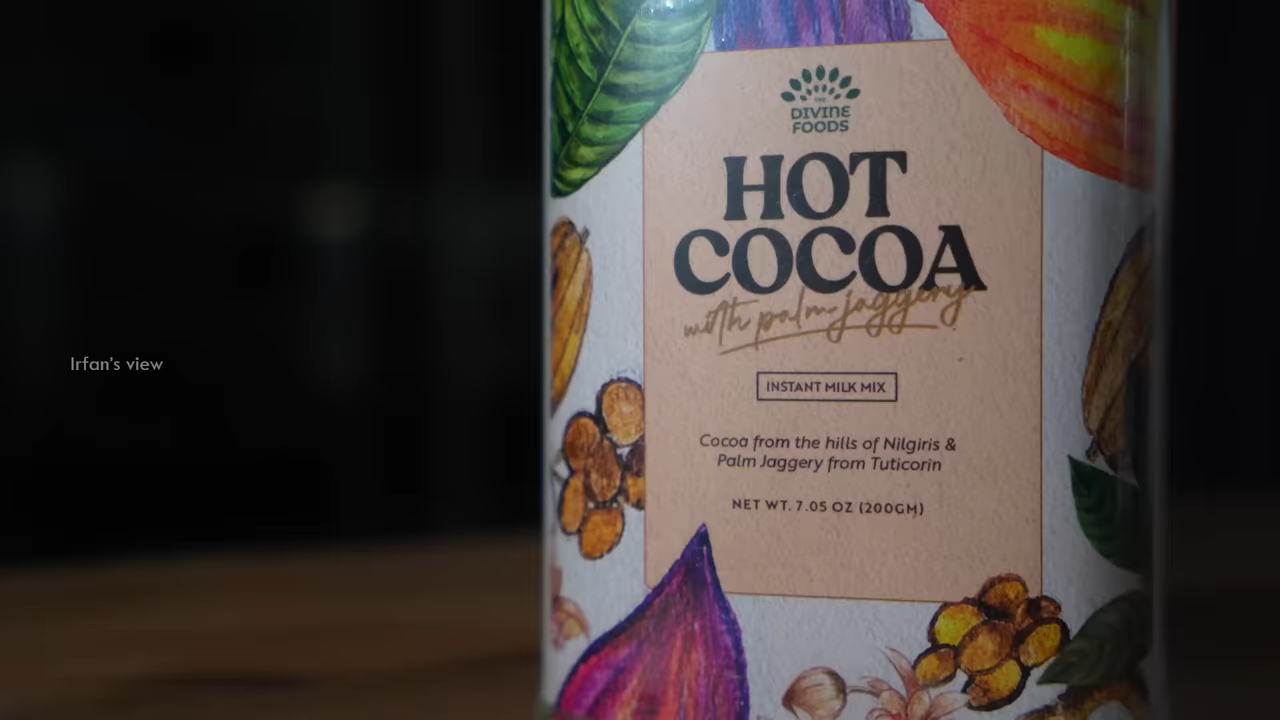 THE
DIVINE
FOODS
HOT
COCOA
with palm jaggery
INSTANT MILK MIX
Cocoa from the hills of Nilgiris &
Palm Jaggery from Tuticorin
NET WT. 7.05 OZ (200GM)
Irfan's view